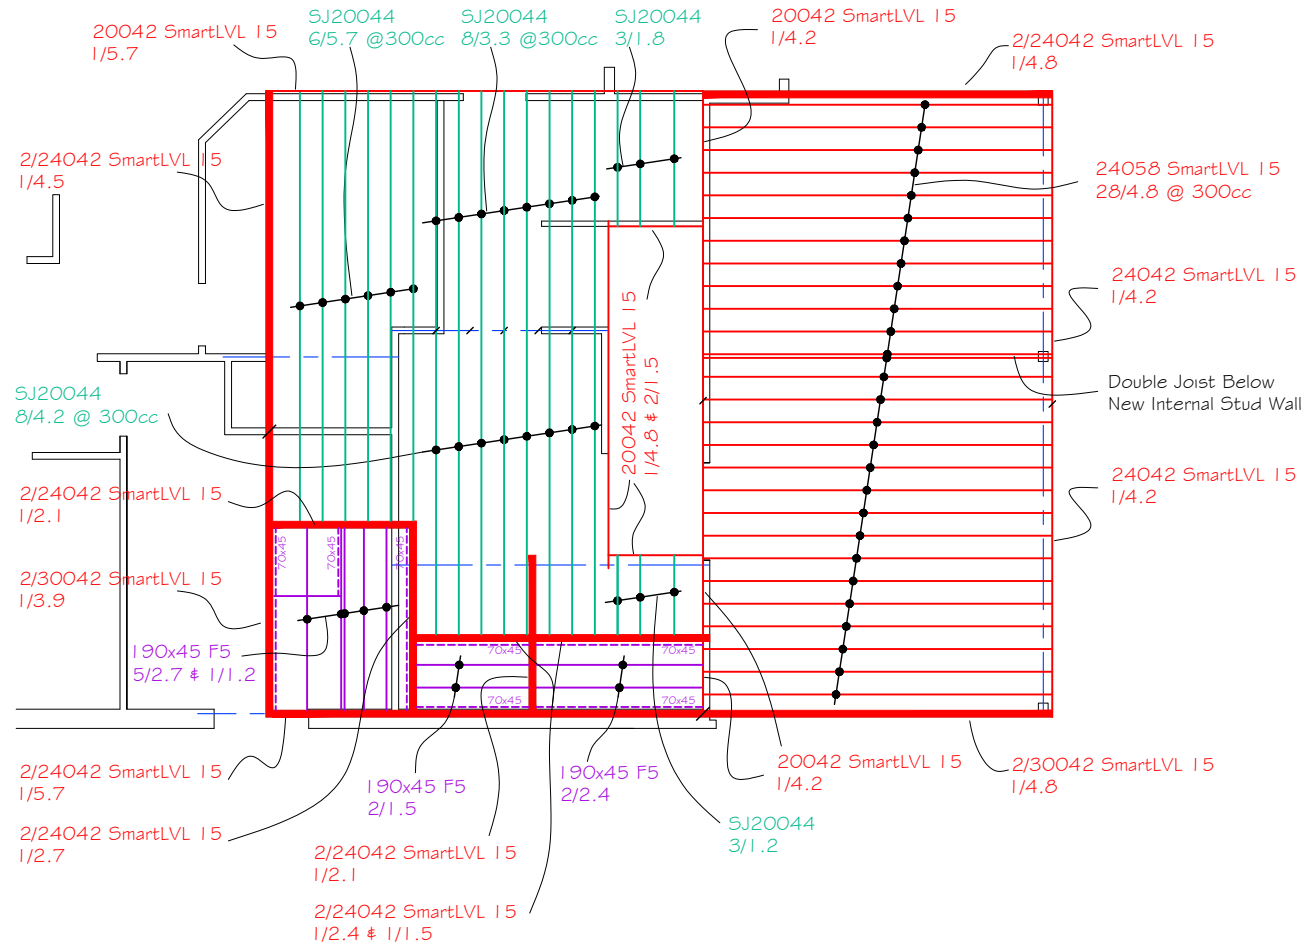 20042 SmartLVL 15
1/5.7
SJ20044
6/5.7 @300cc
SJ20044
8/3.3 @300cc
SJ20044
3/1.8
20042 SmartLVL 15
1/4.2
2/24042 SmartLVL 15
1/4.8
2/24042 SmartLVL 15
1/4.5
24058 SmartLVL 15
28/4.8 @ 300cc
24042 SmartLVL 15
1/4.2
20042 SmartLVL 15
1/4.8 & 2/1.5
Double Joist Below
New Internal Stud Wall
SJ20044
8/4.2 @ 300cc
24042 SmartLVL 15
1/4.2
2/24042 SmartLVL 15
1/2.1
70x45
70x45
70x45
2/30042 SmartLVL 15
1/3.9
190x45 F5
5/2.7 & 1/1.2
70x45
70x45
70x45
70x45
2/24042 SmartLVL 15
1/5.7
190x45 F5
2/1.5
190x45 F5
2/2.4
20042 SmartLVL 15
1/4.2
2/30042 SmartLVL 15
1/4.8
2/24042 SmartLVL 15
1/2.7
SJ20044
3/1.2
2/24042 SmartLVL 15
1/2.1
2/24042 SmartLVL 15
1/2.4 & 1/1.5